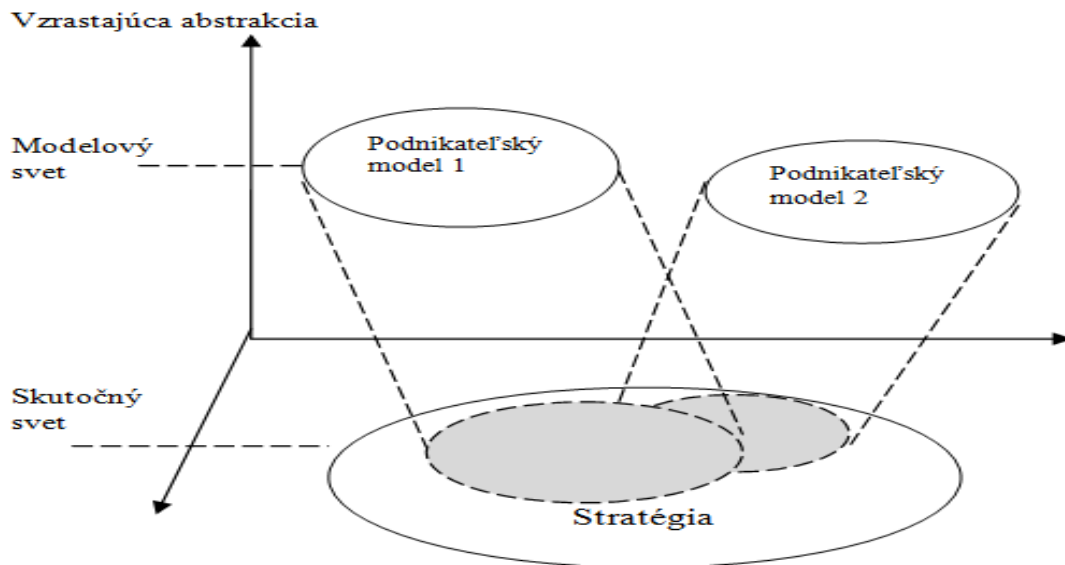 Vzrastajúca abstrakcia
Modelový
svet
Podnikateľský
model 1
Podnikateľský
model 2
Skutočný
svet
Stratégia